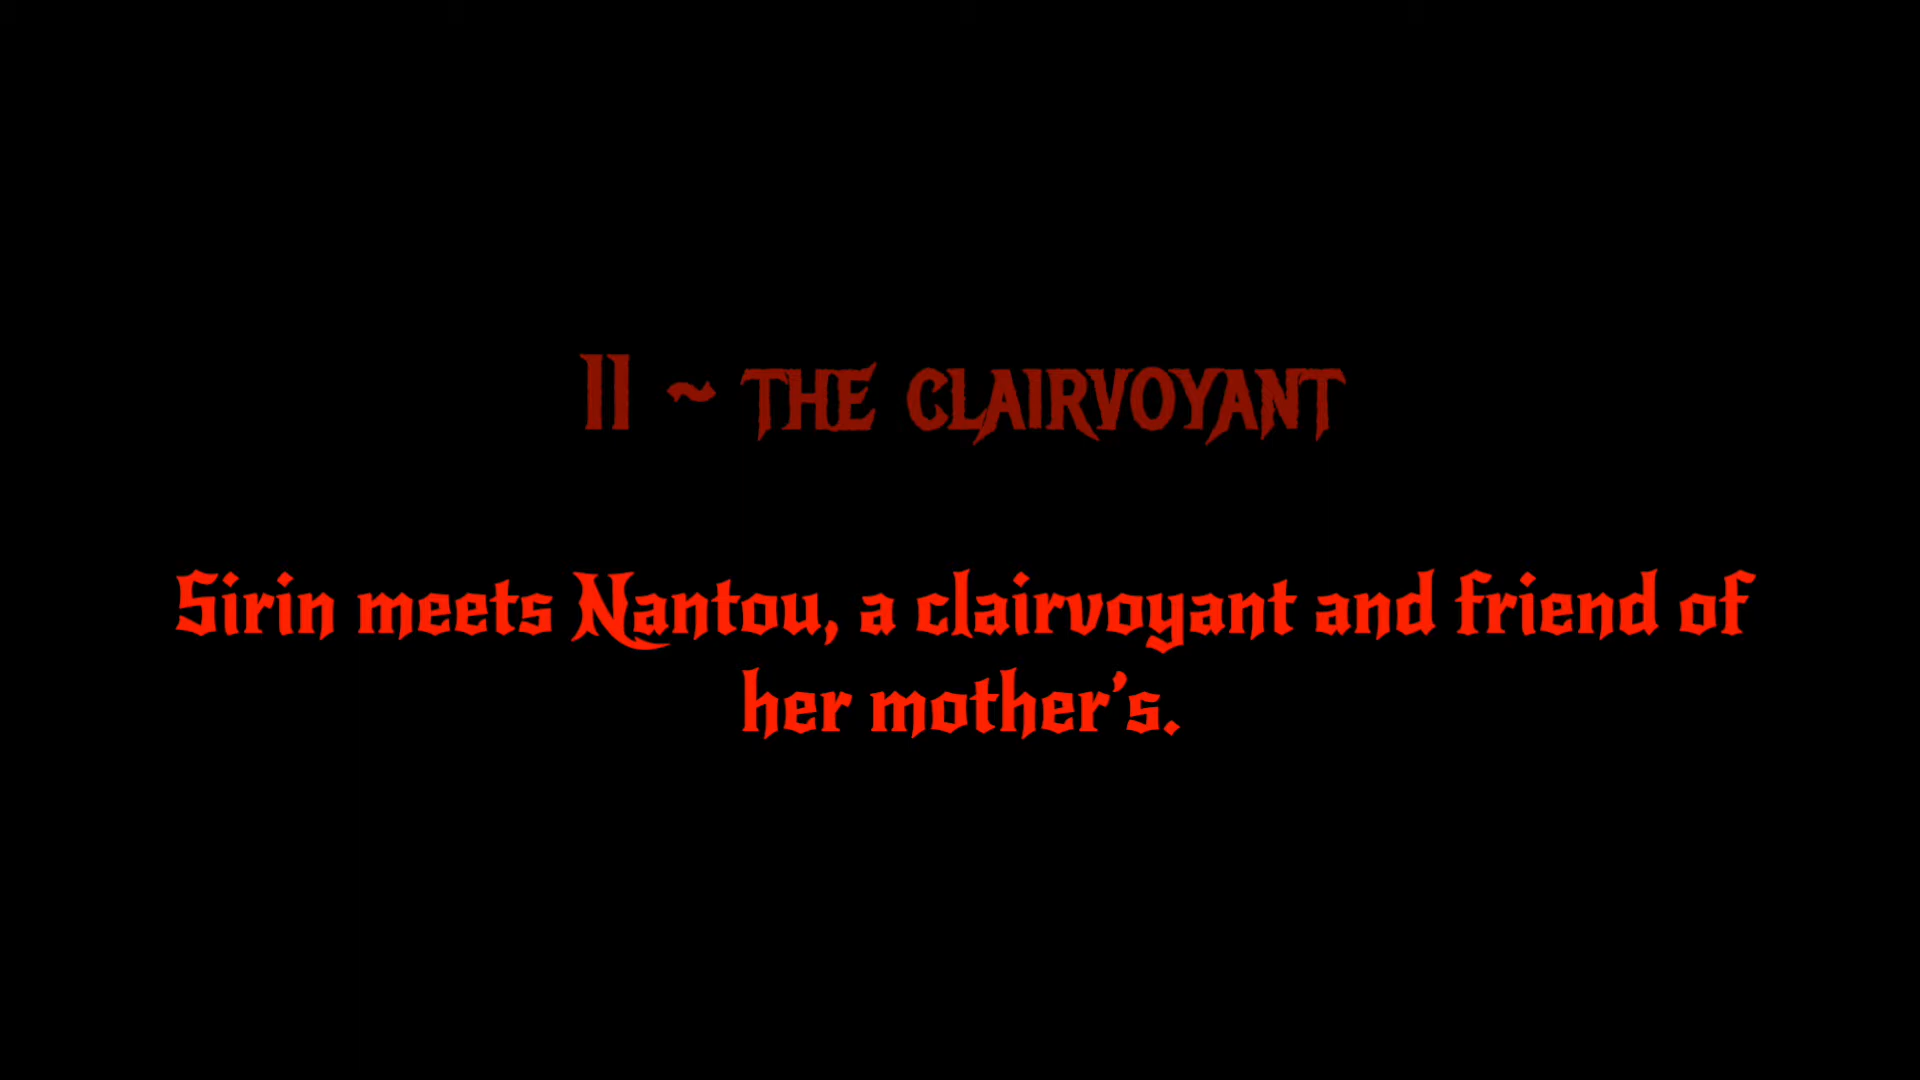 II ~ THE CLAIRVOYANT
Sirin meets Nantou, a clairvoyant and friend of
her mother's.